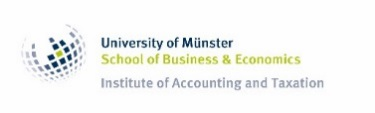 University of Münster
School of Business & Economics
Institute of Accounting and Taxation